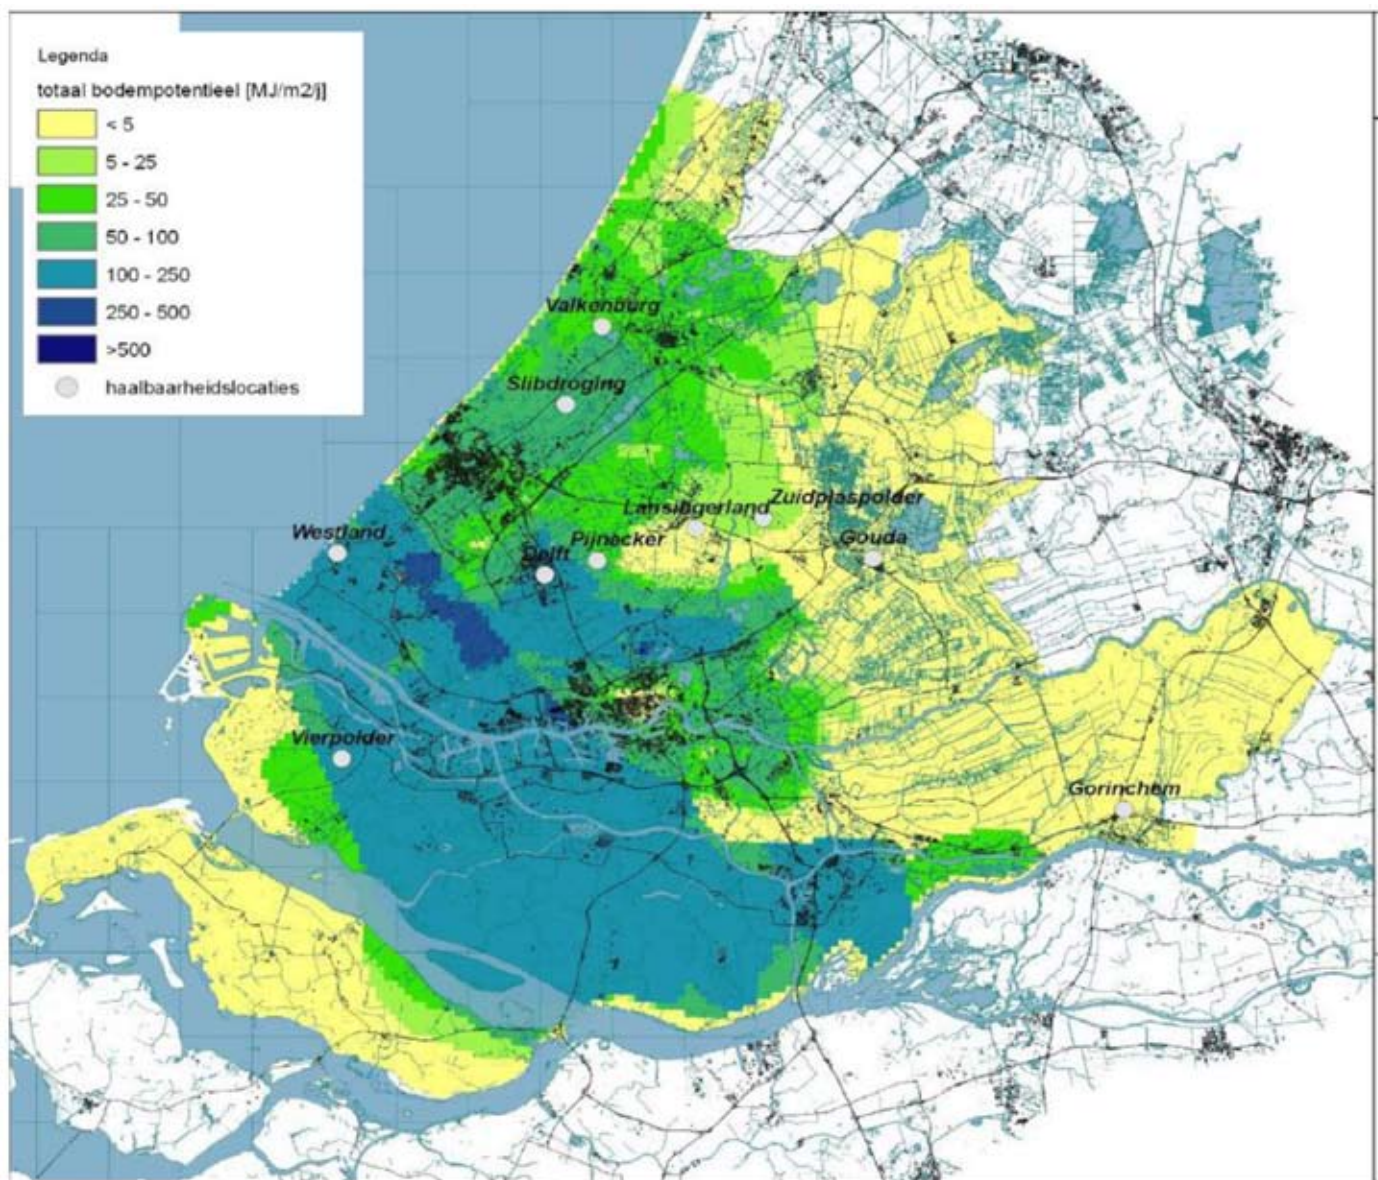 Legenda
totaal bodempotentieel [MJ/m2/j]
< 5
5 - 25
25 - 50
50 - 100
100 - 250
250 - 500
>500
haalbaarheidslocaties
Valkenburg
Slibdroging
Lansingerland
Zuidplaspolder
Westland
Delft
Pijnacker
Gouda
Vierpolder
Gorinchem